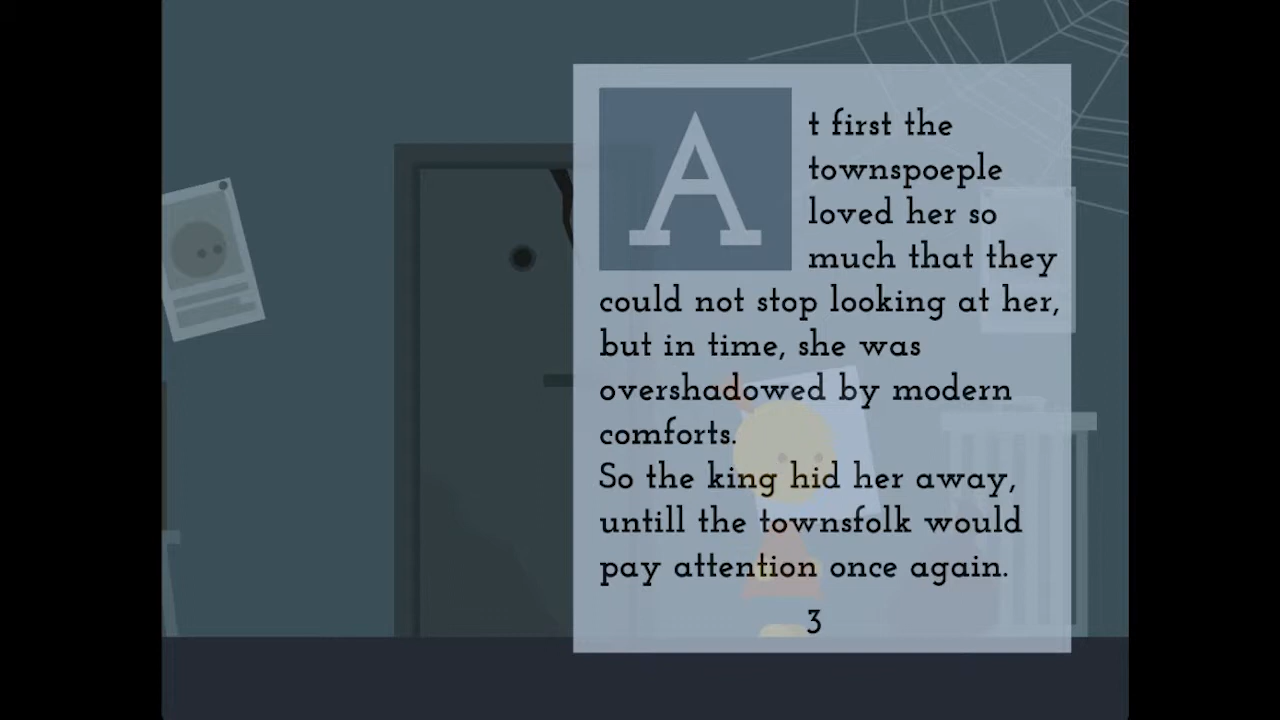 At first the
townspoeple
loved her so
much that they
could not stop looking at her,
but in time, she was
overshadowed by modern
comforts.
So the king hid her away,
untill the townsfolk would
pay attention once again.
3